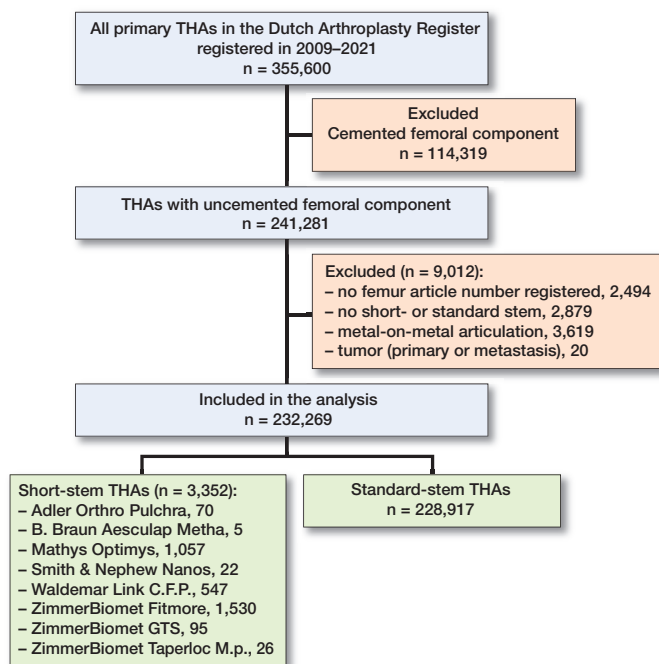 All primary THAs in the Dutch Arthroplasty Register
registered in 2009–2021
n = 355,600
Excluded
Cemented femoral component
n = 114,319
THAs with uncemented femoral component
n = 241,281
Excluded (n = 9,012):
– no femur article number registered, 2,494
– no short- or standard stem, 2,879
– metal-on-metal articulation, 3,619
– tumor (primary or metastasis), 20
Included in the analysis
n = 232,269
Short-stem THAs (n = 3,352):
– Adler Orthro Pulchra, 70
– B. Braun Aesculap Metha, 5
– Mathys Optimys, 1,057
– Smith & Nephew Nanos, 22
– Waldemar Link C.F.P., 547
– ZimmerBiomet Fitmore, 1,530
– ZimmerBiomet GTS, 95
– ZimmerBiomet Taperloc M.p., 26
Standard-stem THAs
n = 228,917